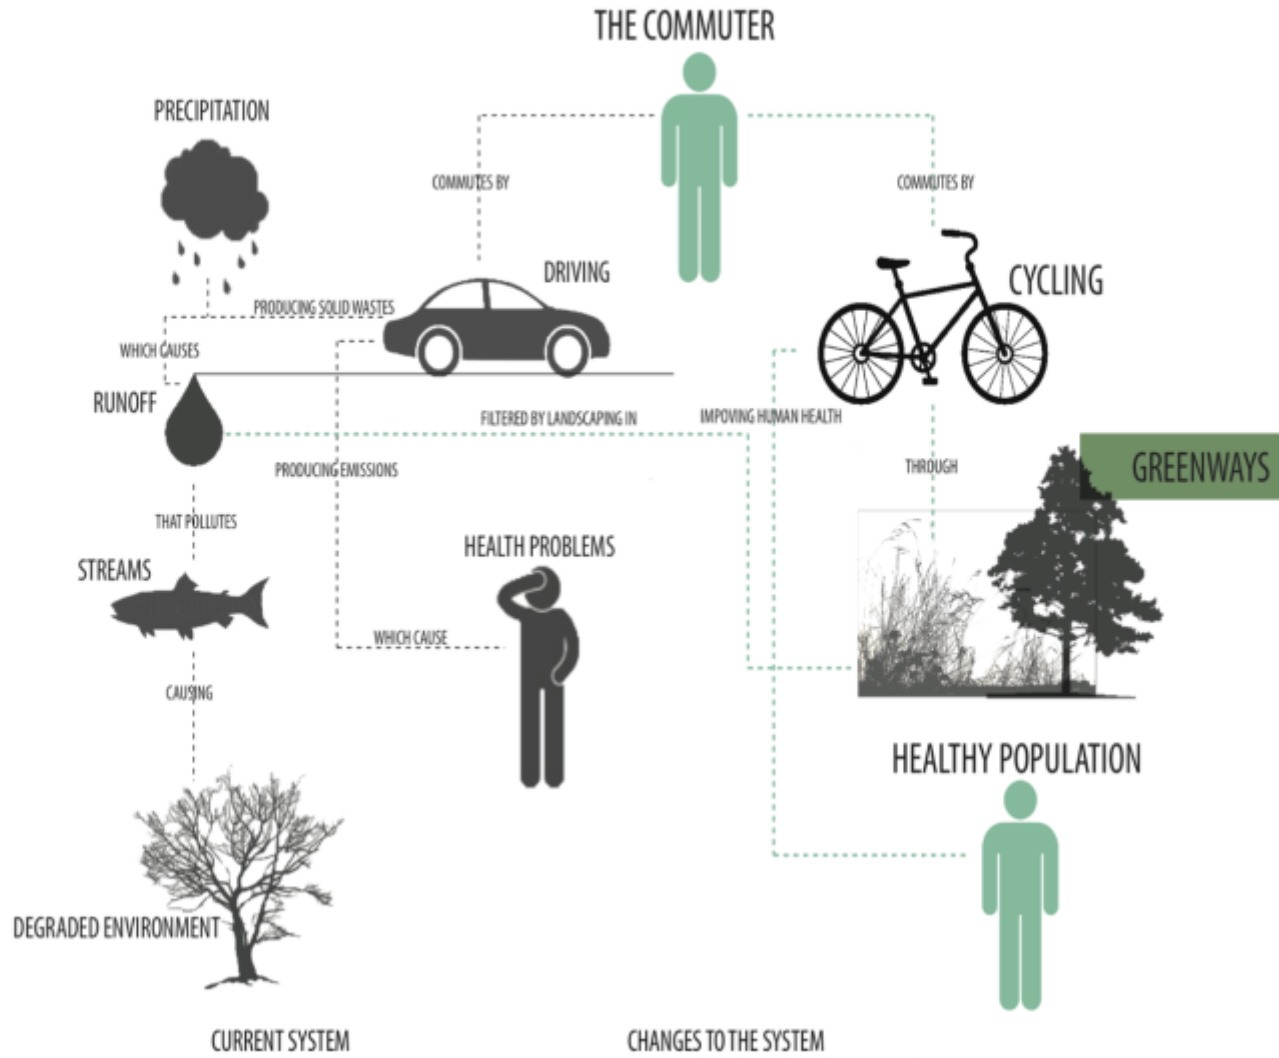 THE COMMUTER
PRECIPITATION
COMMUTES BY
COMMUTES BY
DRIVING
CYCLING
PRODUCING SOLID WASTES
WHICH CAUSES
RUNOFF
FILTERED BY LANDSCAPING IN
IMPOVING HUMAN HEALTH
PRODUCING EMISSIONS
THROUGH
GREENWAYS
THAT POLLUTES
HEALTH PROBLEMS
STREAMS
WHICH CAUSE
CAUSING
HEALTHY POPULATION
DEGRADED ENVIRONMENT
CURRENT SYSTEM
CHANGES TO THE SYSTEM